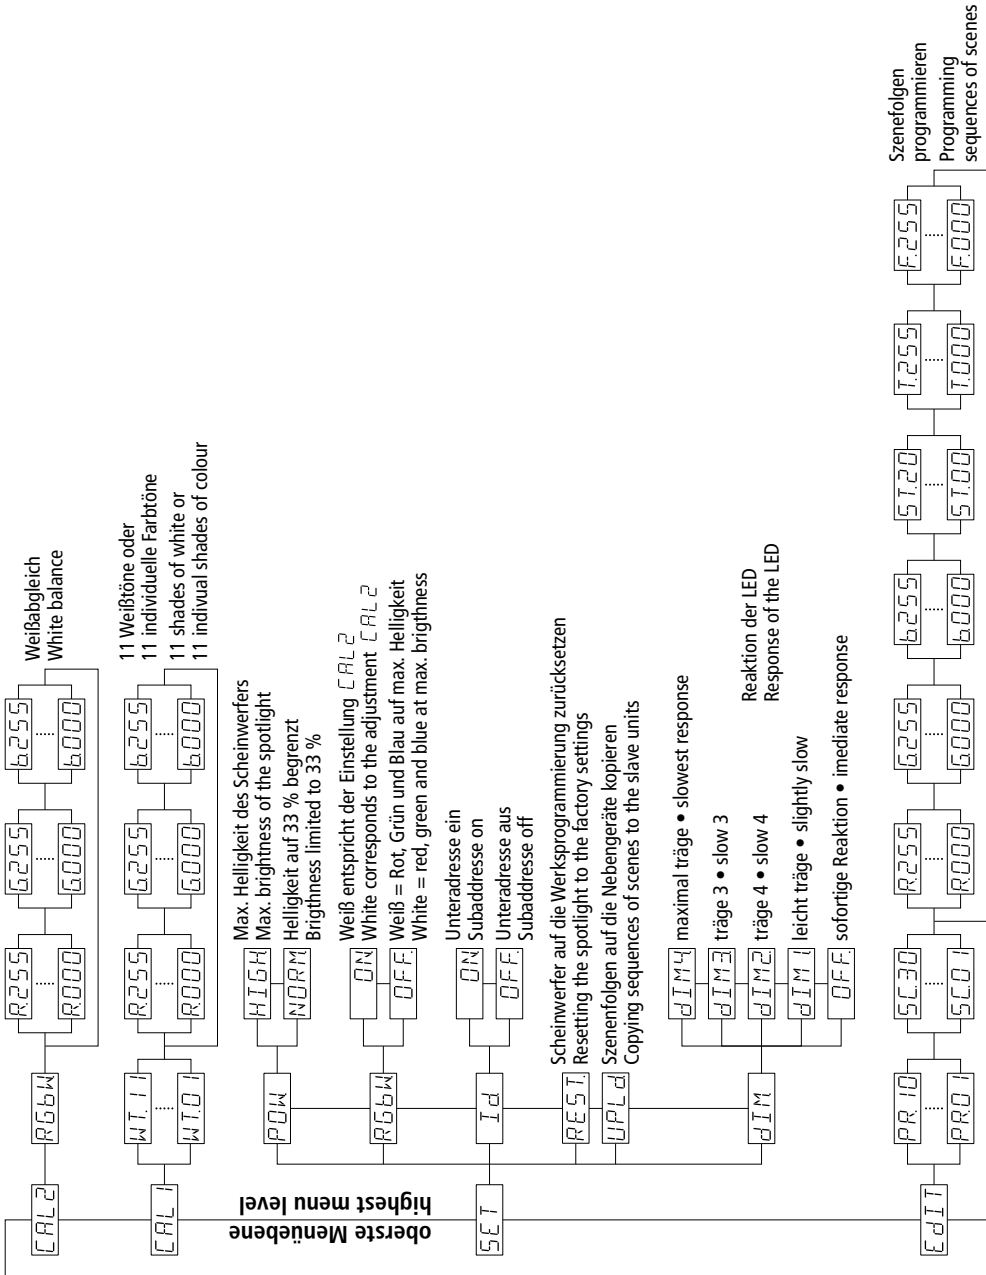 CAL2
RGbW
R.255
R.000
G.255
G.000
b.255
b.000
Weißabgleich
White balance
CAL1
WT.11
WT.01
R.255
R.000
G.255
G.000
b.255
b.000
11 Weißtöne oder
11 individuelle Farbtöne
11 shades of white or
11 indivual shades of colour
oberste Menüebene
highest menu level
SET
POW
HIGH
Max. Helligkeit des Scheinwerfers
Max. brightness of the spotlight
NORM
Helligkeit auf 33 % begrenzt
Brigthness limited to 33 %
RGbW
ON
Weiß entspricht der Einstellung CAL2
White corresponds to the adjustment CAL2
OFF.
Weiß = Rot, Grün und Blau auf max. Helligkeit
White = red, green and blue at max. brigthness
Id
ON
Unteradresse ein
Subaddresse on
OFF.
Unteradresse aus
Subaddresse off
REST.
Scheinwerfer auf die Werksprogrammierung zurücksetzen
Resetting the spotlight to the factory settings
UPLd
Szenenfolgen auf die Nebengeräte kopieren
Copying sequences of scenes to the slave units
dIM
dIM4
maximal träge • slowest response
dIM3
träge 3 • slow 3
dIM2
träge 4 • slow 4
dIM1
leicht träge • slightly slow
OFF.
sofortige Reaktion • imediate response
Reaktion der LED
Response of the LED
EdIT
PR.10
PR.01
SC.30
SC.01
R.255
R.000
G.255
G.000
b.255
b.000
ST.20
ST.00
T.255
T.000
F.255
F.000
Szenefolgen
programmieren
Programming
sequences of scenes